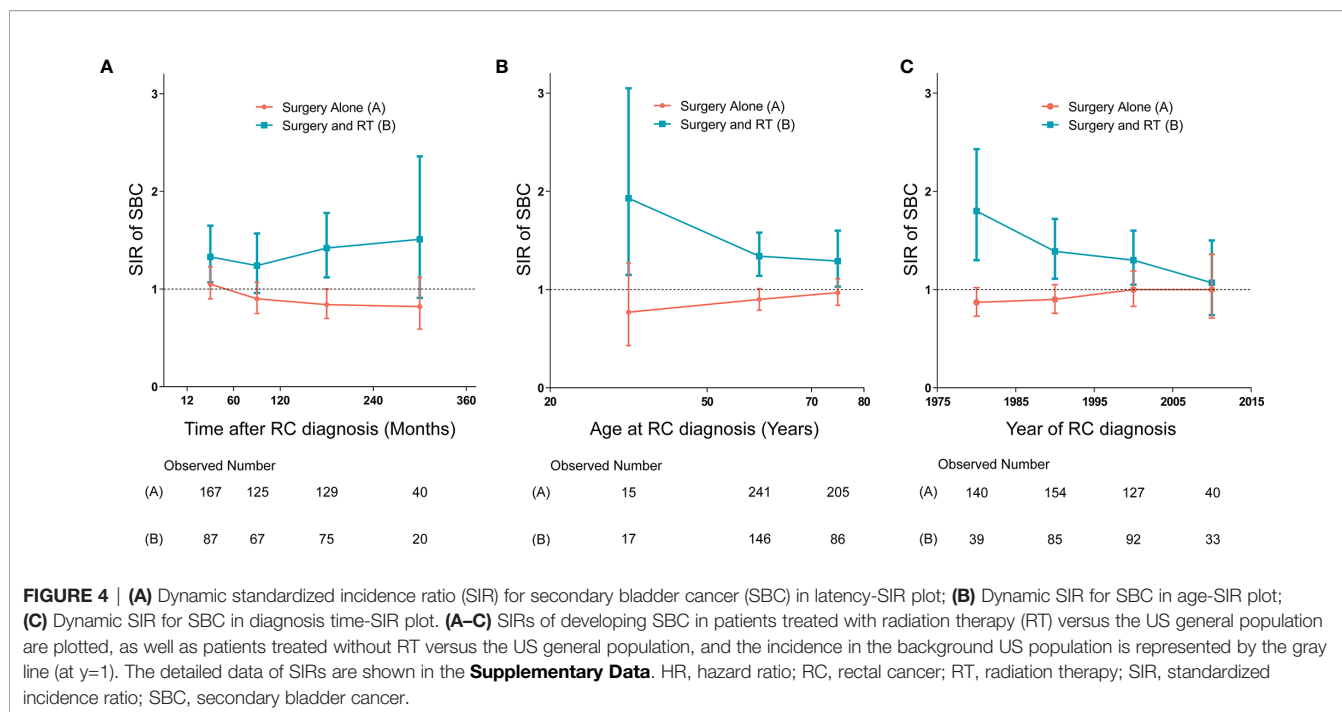 A
B
C
3
2
1
0
SIR of SBC
Surgery Alone (A)
Surgery and RT (B)
12 60 120 240 360
Time after RC diagnosis (Months)
3
2
1
0
SIR of SBC
Surgery Alone (A)
Surgery and RT (B)
20 50 70 80
Age at RC diagnosis (Years)
3
2
1
0
SIR of SBC
Surgery Alone (A)
Surgery and RT (B)
1975 1985 1995 2005 2015
Year of RC diagnosis
Observed Number
(A) 167 125 129 40
(B) 87 67 75 20
Observed Number
(A) 15 241 205
(B) 17 146 86
Observed Number
(A) 140 154 127 40
(B) 39 85 92 33
FIGURE 4 | (A) Dynamic standardized incidence ratio (SIR) for secondary bladder cancer (SBC) in latency-SIR plot; (B) Dynamic SIR for SBC in age-SIR plot;
(C) Dynamic SIR for SBC in diagnosis time-SIR plot. (A–C) SIRs of developing SBC in patients treated with radiation therapy (RT) versus the US general population
are plotted, as well as patients treated without RT versus the US general population, and the incidence in the background US population is represented by the gray
line (at y=1). The detailed data of SIRs are shown in the Supplementary Data. HR, hazard ratio; RC, rectal cancer; RT, radiation therapy; SIR, standardized
incidence ratio; SBC, secondary bladder cancer.